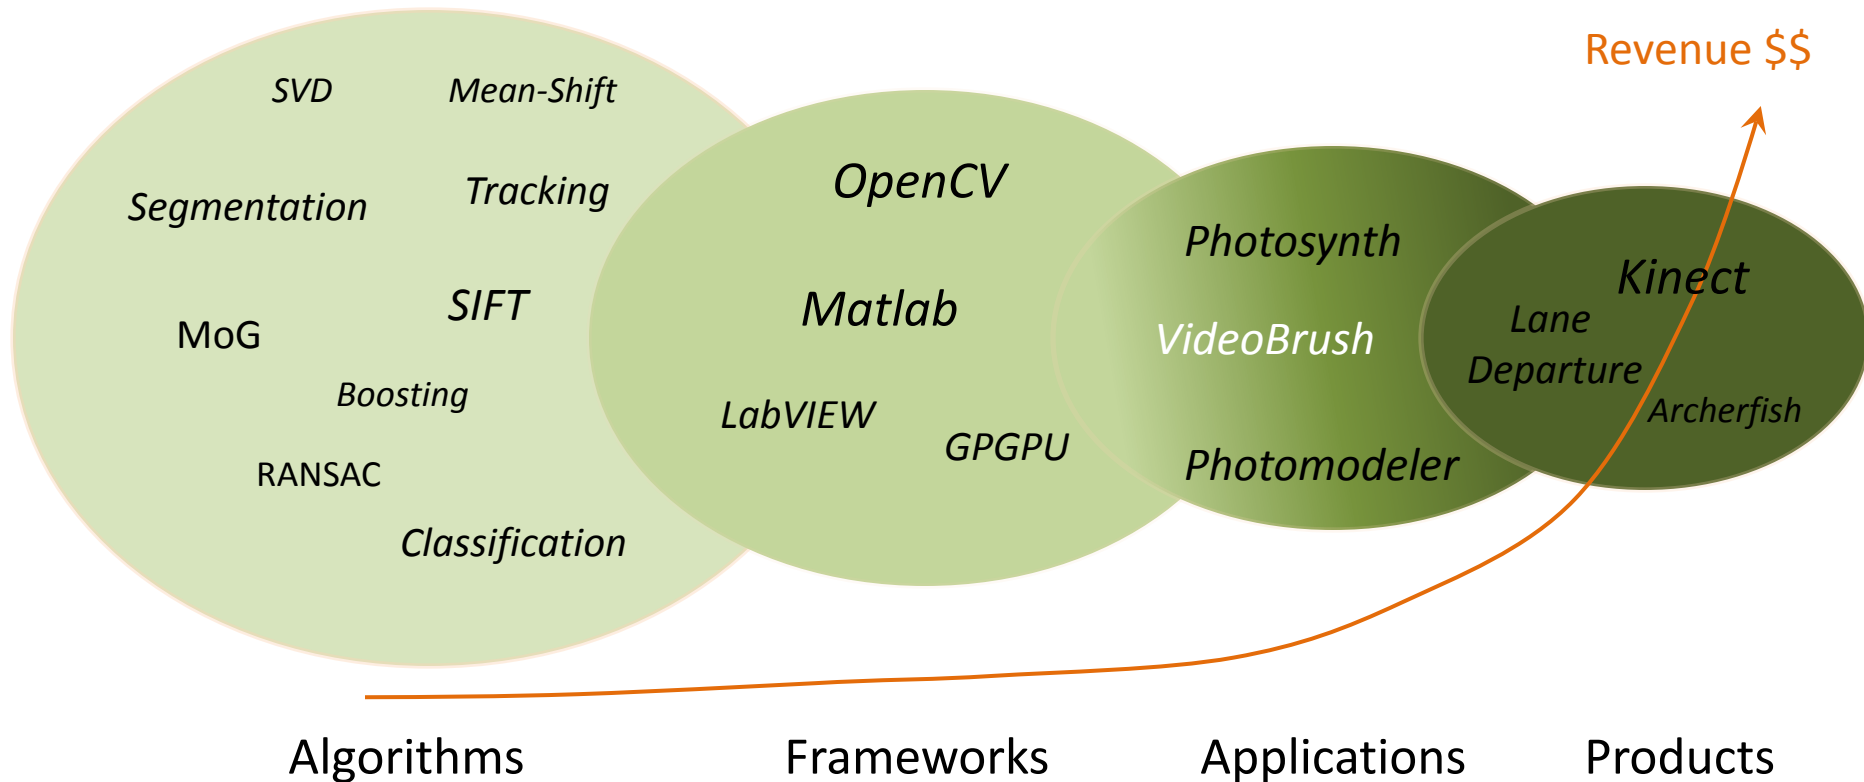 Revenue $$
SVD
Mean-Shift
Segmentation
Tracking
SIFT
MoG
Boosting
RANSAC
Classification
OpenCV
Matlab
LabVIEW
GPGPU
Photosynth
VideoBrush
Photomodeler
Kinect
Lane
Departure
Archerfish
Algorithms
Frameworks
Applications
Products